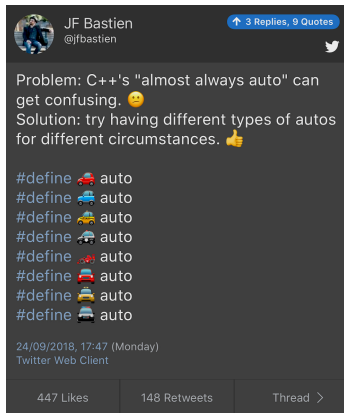 JF Bastien
@jfbastien
3 Replies, 9 Quotes
Problem: C++'s "almost always auto" can
get confusing. 😕
Solution: try having different types of autos
for different circumstances. 👍
#define 🚗 auto
#define 🚙 auto
#define 🚕 auto
#define 🚓 auto
#define 🏎 auto
#define 🚘 auto
#define 🚖 auto
#define 🚔 auto
24/09/2018, 17:47 (Monday)
Twitter Web Client
447 Likes
148 Retweets
Thread